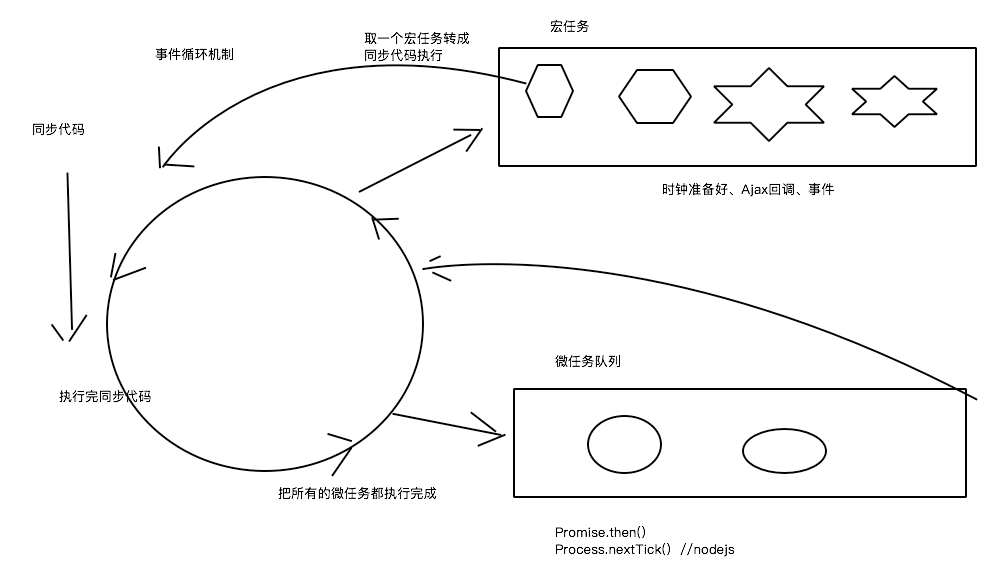 宏任务
事件循环机制
取一个宏任务转成
同步代码执行
同步代码
时钟准备好、Ajax回调、事件
微任务队列
执行完同步代码
把所有的微任务都执行完成
Promise.then()
Process.nextTick() //nodejs